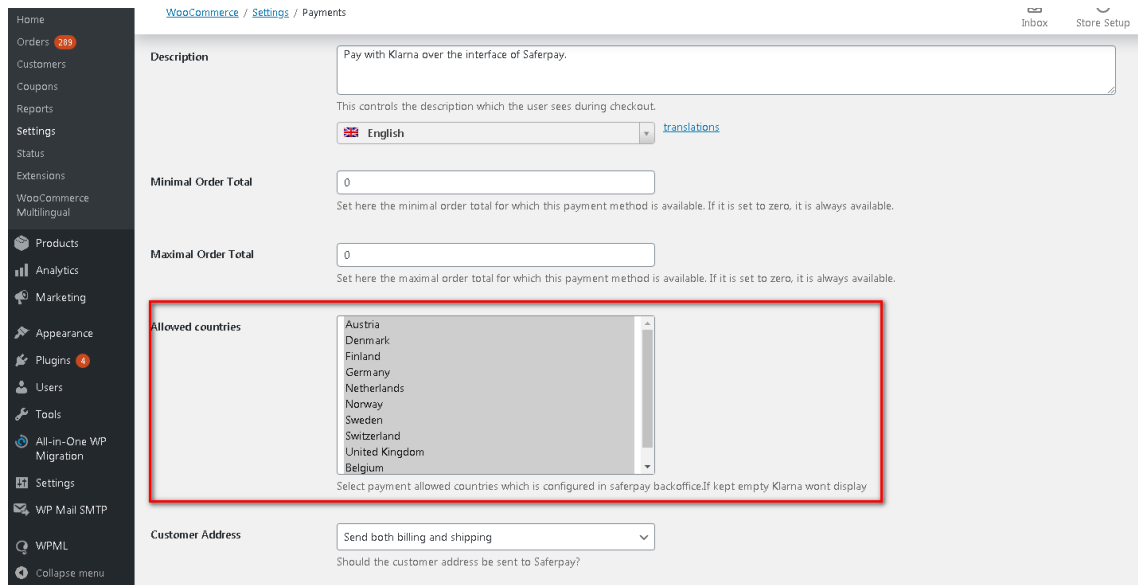 Home
Orders 289
Customers
Coupons
Reports
Settings
Status
Extensions
WooCommerce
Multilingual
Products
Analytics
Marketing
Appearance
Plugins 4
Users
Tools
All-in-One WP
Migration
Settings
WP Mail SMTP
WPML
Collapse menu
WooCommerce / Settings / Payments
Inbox
Store Setup
Description
Pay with Klarna over the interface of Saferpay.
This controls the description which the user sees during checkout.
English
translations
Minimal Order Total
0
Set here the minimal order total for which this payment method is available. If it is set to zero, it is always available.
Maximal Order Total
0
Set here the maximal order total for which this payment method is available. If it is set to zero, it is always available.
Allowed countries
Austria
Denmark
Finland
Germany
Netherlands
Norway
Sweden
Switzerland
United Kingdom
Belgium
Select payment allowed countries which is configured in saferpay backoffice.If kept empty Klarna wont display
Customer Address
Send both billing and shipping
Should the customer address be sent to Saferpay?